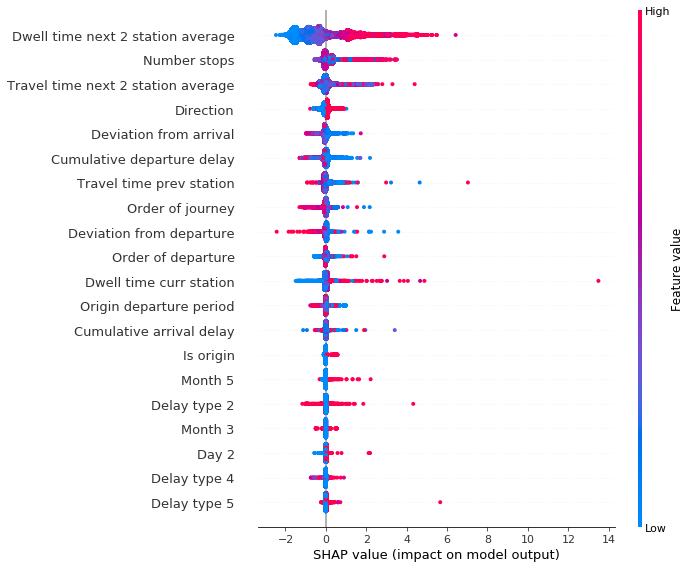 High
Dwell time next 2 station average
Number stops
Travel time next 2 station average
Direction
Deviation from arrival
Cumulative departure delay
Travel time prev station
Order of journey
Deviation from departure
Order of departure
Dwell time curr station
Origin departure period
Cumulative arrival delay
Is origin
Month 5
Delay type 2
Month 3
Day 2
Delay type 4
Delay type 5
Feature value
Low
−2 0 2 4 6 8 10 12 14
SHAP value (impact on model output)